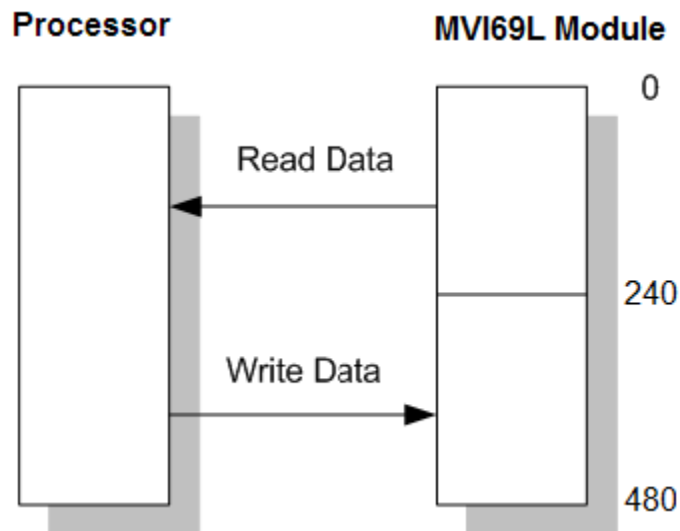 Processor
MVI69L Module
0
Read Data
240
Write Data
480